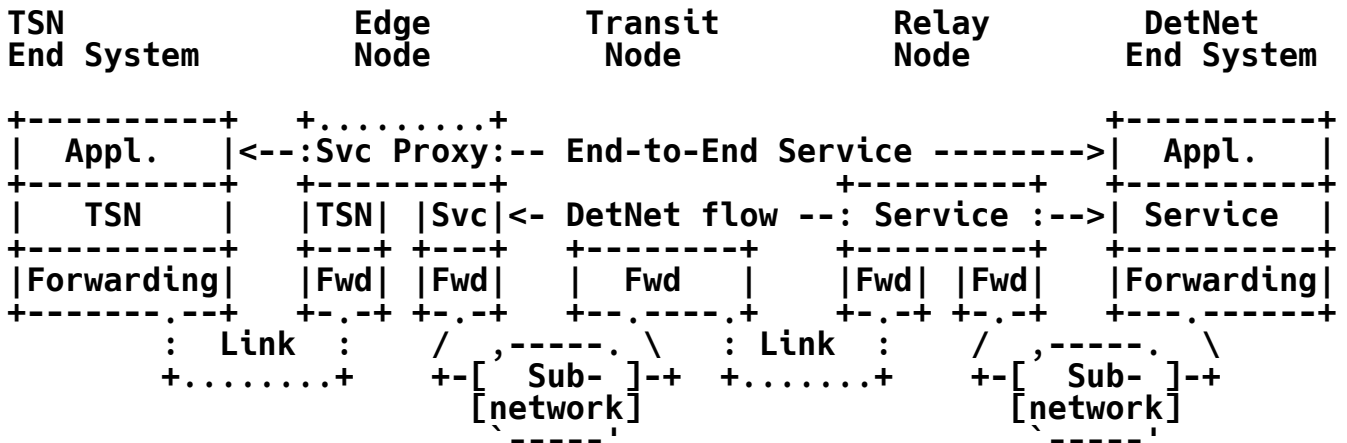 TSN Edge Transit Relay DetNet
End System Node Node Node End System
+----------+ +.........+ +----------+
| Appl. |<--:Svc Proxy:-- End-to-End Service -------->| Appl. |
+----------+ +---------+ +---------+ +----------+
| TSN | |TSN| |Svc|<- DetNet flow --: Service :-->| Service |
+----------+ +---+ +---+ +--------+ +---------+ +----------+
|Forwarding| |Fwd| |Fwd| | Fwd | |Fwd| |Fwd| |Forwarding|
+-------.--+ +-.-+ +-.-+ +--.----.+ +-.-+ +-.-+ +---.------+
: Link : / ,-----. \ : Link : / ,-----. \
+........+ +-[ Sub- ]-+ +.......+ +-[ Sub- ]-+
[network] [network]
`-----' `-----'